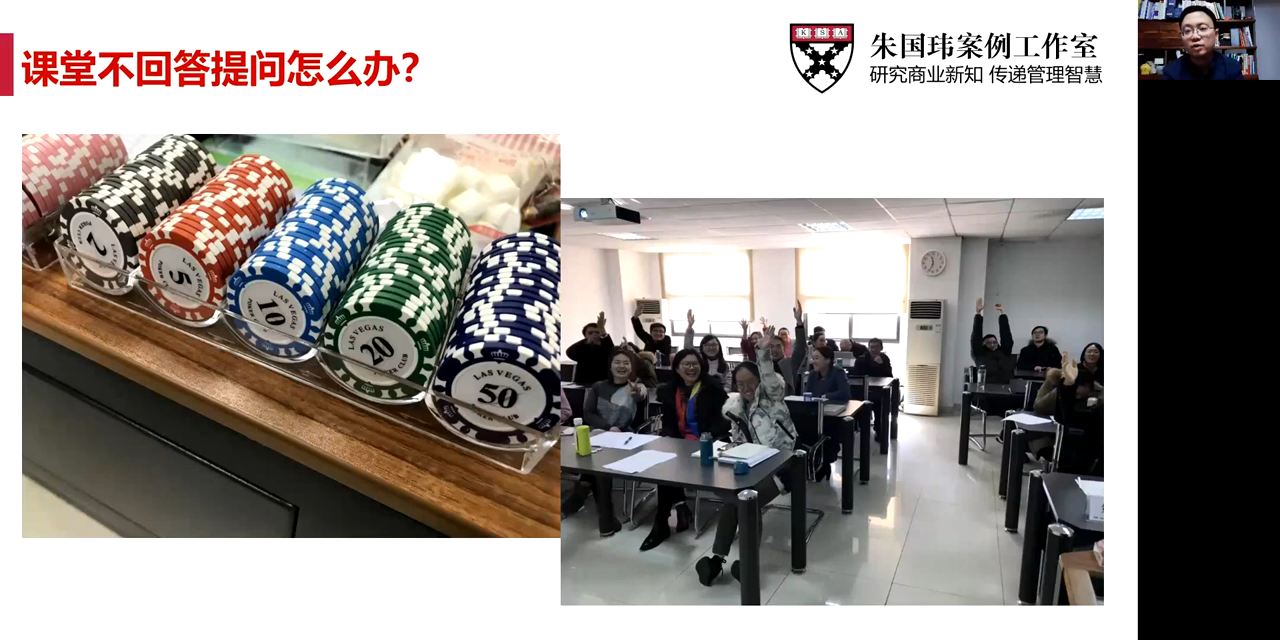 课堂不回答提问怎么办？
K S A
朱国玮案例工作室
研究商业新知 传递管理智慧
2
5
LAS VEGAS
10
LAS VEGAS
20
LAS VEGAS
50
LAS VEGAS